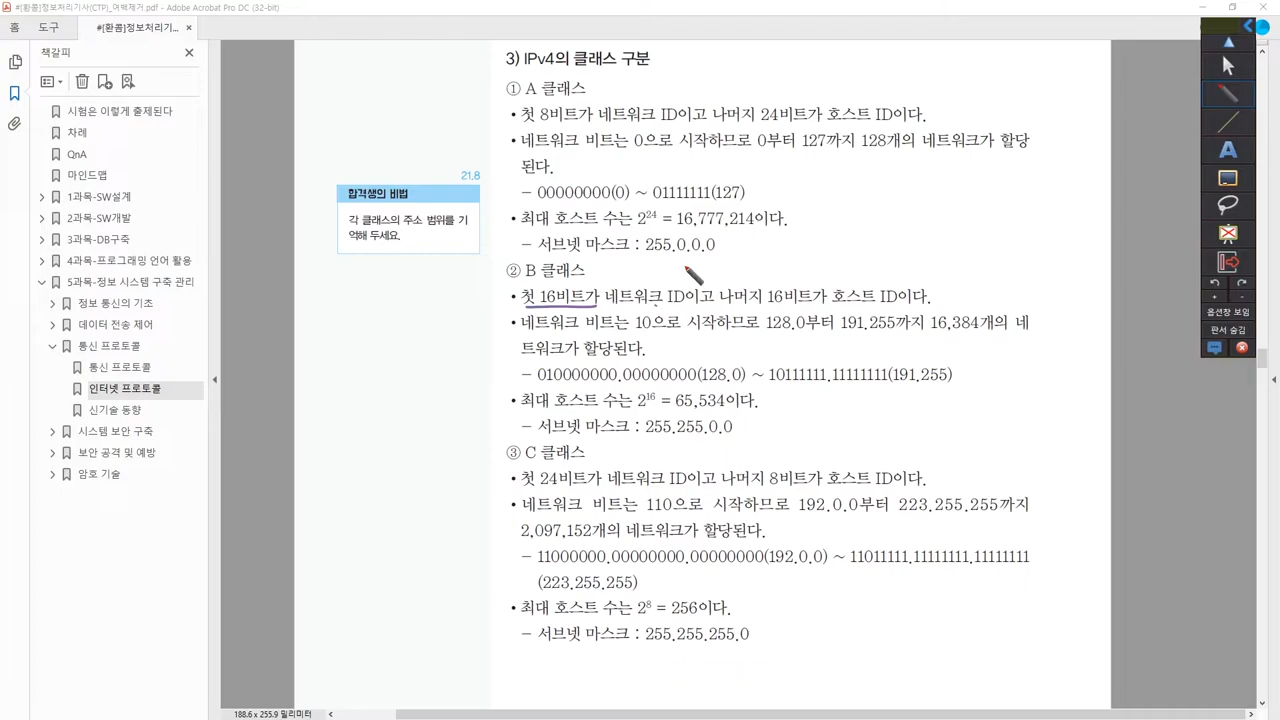 #[환콤]정보처리기사(CTP)_여백제거.pdf - Adobe Acrobat Pro DC (32-bit)
홈 도구 #[환콤]정보처리기...
책갈피
시험은 이렇게 출제된다
차례
QnA
마인드맵
1과목-SW설계
2과목-SW개발
3과목-DB구축
4과목-프로그래밍 언어 활용
5과목-정보 시스템 구축 관리
정보 통신의 기초
데이터 전송 제어
통신 프로토콜
통신 프로토콜
인터넷 프로토콜
신기술 동향
시스템 보안 구축
보안 공격 및 예방
암호 기술
21.8
합격생의 비법
각 클래스의 주소 범위를 기
억해 두세요.
3) IPv4의 클래스 구분
① A 클래스
• 첫 8비트가 네트워크 ID이고 나머지 24비트가 호스트 ID이다.
• 네트워크 비트는 0으로 시작하므로 0부터 127까지 128개의 네트워크가 할당
된다.
- 00000000(0) ~ 01111111(127)
• 최대 호스트 수는 2²⁴ = 16,777,214이다.
- 서브넷 마스크 : 255.0.0.0
② B 클래스
• 첫 16비트가 네트워크 ID이고 나머지 16비트가 호스트 ID이다.
• 네트워크 비트는 10으로 시작하므로 128.0부터 191.255까지 16,384개의 네
트워크가 할당된다.
- 010000000.00000000(128.0) ~ 10111111.11111111(191.255)
• 최대 호스트 수는 2¹⁶ = 65,534이다.
- 서브넷 마스크 : 255.255.0.0
③ C 클래스
• 첫 24비트가 네트워크 ID이고 나머지 8비트가 호스트 ID이다.
• 네트워크 비트는 110으로 시작하므로 192.0.0부터 223.255.255까지
2,097,152개의 네트워크가 할당된다.
- 11000000.00000000.00000000(192.0.0) ~ 11011111.11111111.11111111
(223.255.255)
• 최대 호스트 수는 2⁸ = 256이다.
- 서브넷 마스크 : 255.255.255.0
A
옵션창 보임
판서 숨김
188.6 x 255.9 밀리미터